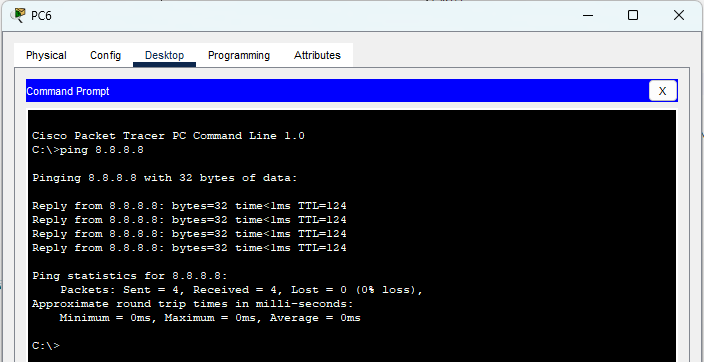 PC6
Physical Config Desktop Programming Attributes
Command Prompt X
Cisco Packet Tracer PC Command Line 1.0
C:\>ping 8.8.8.8
Pinging 8.8.8.8 with 32 bytes of data:
Reply from 8.8.8.8: bytes=32 time<1ms TTL=124
Reply from 8.8.8.8: bytes=32 time<1ms TTL=124
Reply from 8.8.8.8: bytes=32 time<1ms TTL=124
Reply from 8.8.8.8: bytes=32 time<1ms TTL=124
Ping statistics for 8.8.8.8:
Packets: Sent = 4, Received = 4, Lost = 0 (0% loss),
Approximate round trip times in milli-seconds:
Minimum = 0ms, Maximum = 0ms, Average = 0ms
C:\>